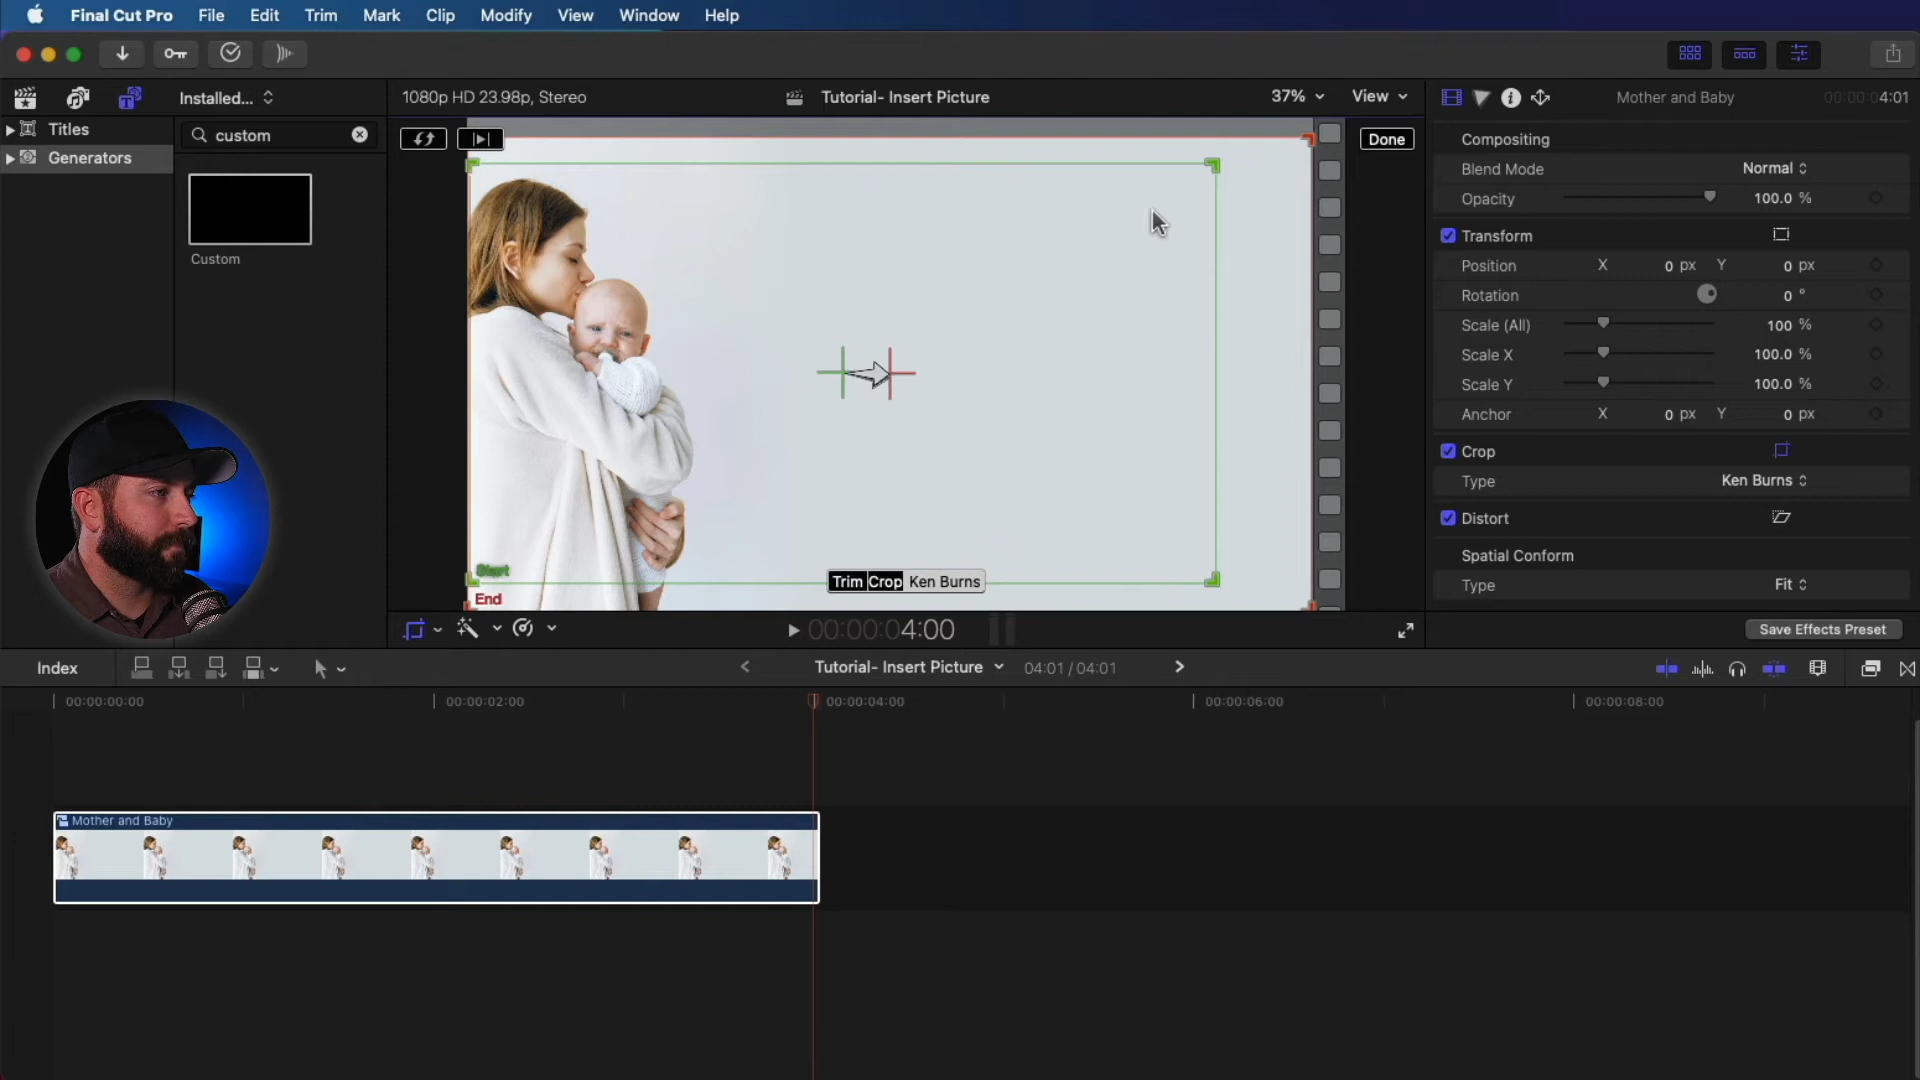 Final Cut Pro File Edit Trim Mark Clip Modify View Window Help
Installed... 1080p HD 23.98p, Stereo Tutorial- Insert Picture 37% View Mother and Baby 00:00:04:01
Titles
custom
Generators
Custom
Done
Start
End
Trim Crop Ken Burns
Compositing
Blend Mode Normal
Opacity 100.0 %
Transform
Position X 0 px Y 0 px
Rotation 0 °
Scale (All) 100 %
Scale X 100.0 %
Scale Y 100.0 %
Anchor X 0 px Y 0 px
Crop
Type Ken Burns
Distort
Spatial Conform
Type Fit
00:00:04:00
Save Effects Preset
Index Tutorial- Insert Picture 04:01 / 04:01
00:00:00:00 00:00:02:00 00:00:04:00 00:00:06:00 00:00:08:00
Mother and Baby